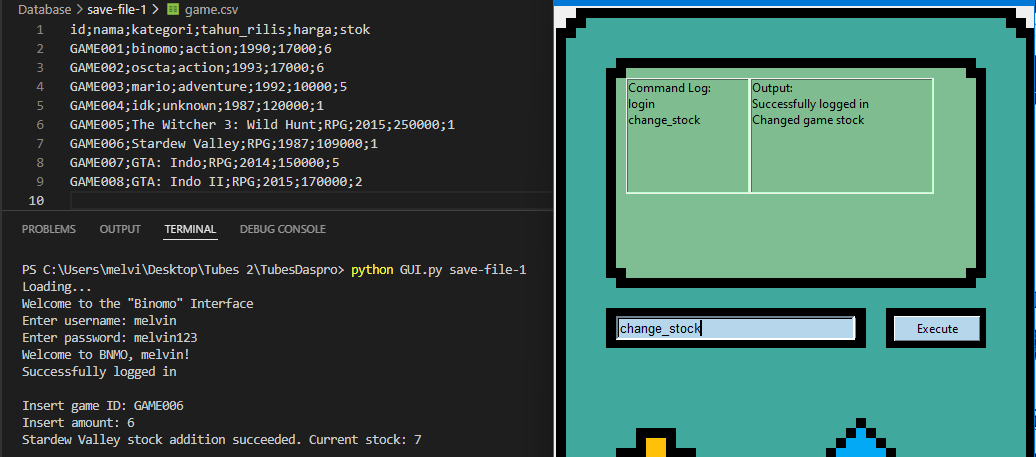 Database > save-file-1 > game.csv
1 id;nama;kategori;tahun_rilis;harga;stok
2 GAME001;binomo;action;1990;17000;6
3 GAME002;oscta;action;1993;17000;6
4 GAME003;mario;adventure;1992;10000;5
5 GAME004;idk;unknown;1987;120000;1
6 GAME005;The Witcher 3: Wild Hunt;RPG;2015;250000;1
7 GAME006;Stardew Valley;RPG;1987;109000;1
8 GAME007;GTA: Indo;RPG;2014;150000;5
9 GAME008;GTA: Indo II;RPG;2015;170000;2
10
PROBLEMS OUTPUT TERMINAL DEBUG CONSOLE
PS C:\Users\melvi\Desktop\Tubes 2\TubesDaspro> python GUI.py save-file-1
Loading...
Welcome to the "Binomo" Interface
Enter username: melvin
Enter password: melvin123
Welcome to BNMO, melvin!
Successfully logged in
Insert game ID: GAME006
Insert amount: 6
Stardew Valley stock addition succeeded. Current stock: 7
Command Log:
login
change_stock
Output:
Successfully logged in
Changed game stock
change_stock
Execute